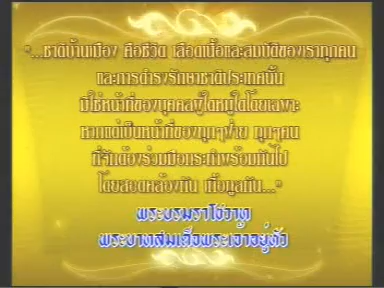 "...ชาติบ้านเมือง คือชีวิต เลือดเนื้อและสมบัติของเราทุกคน
และการดำรงรักษาชาติประเทศนั้น
มิใช่หน้าที่ของบุคคลผู้ใดหมู่ใดโดยเฉพาะ
หากแต่เป็นหน้าที่ของทุกๆฝ่าย ทุกๆคน
ที่จักต้องร่วมมือกระทำพร้อมกันไป
โดยสอดคล้องกัน เกื้อกูลกัน..."
พระบรมราโชวาท
พระบาทสมเด็จพระเจ้าอยู่หัว